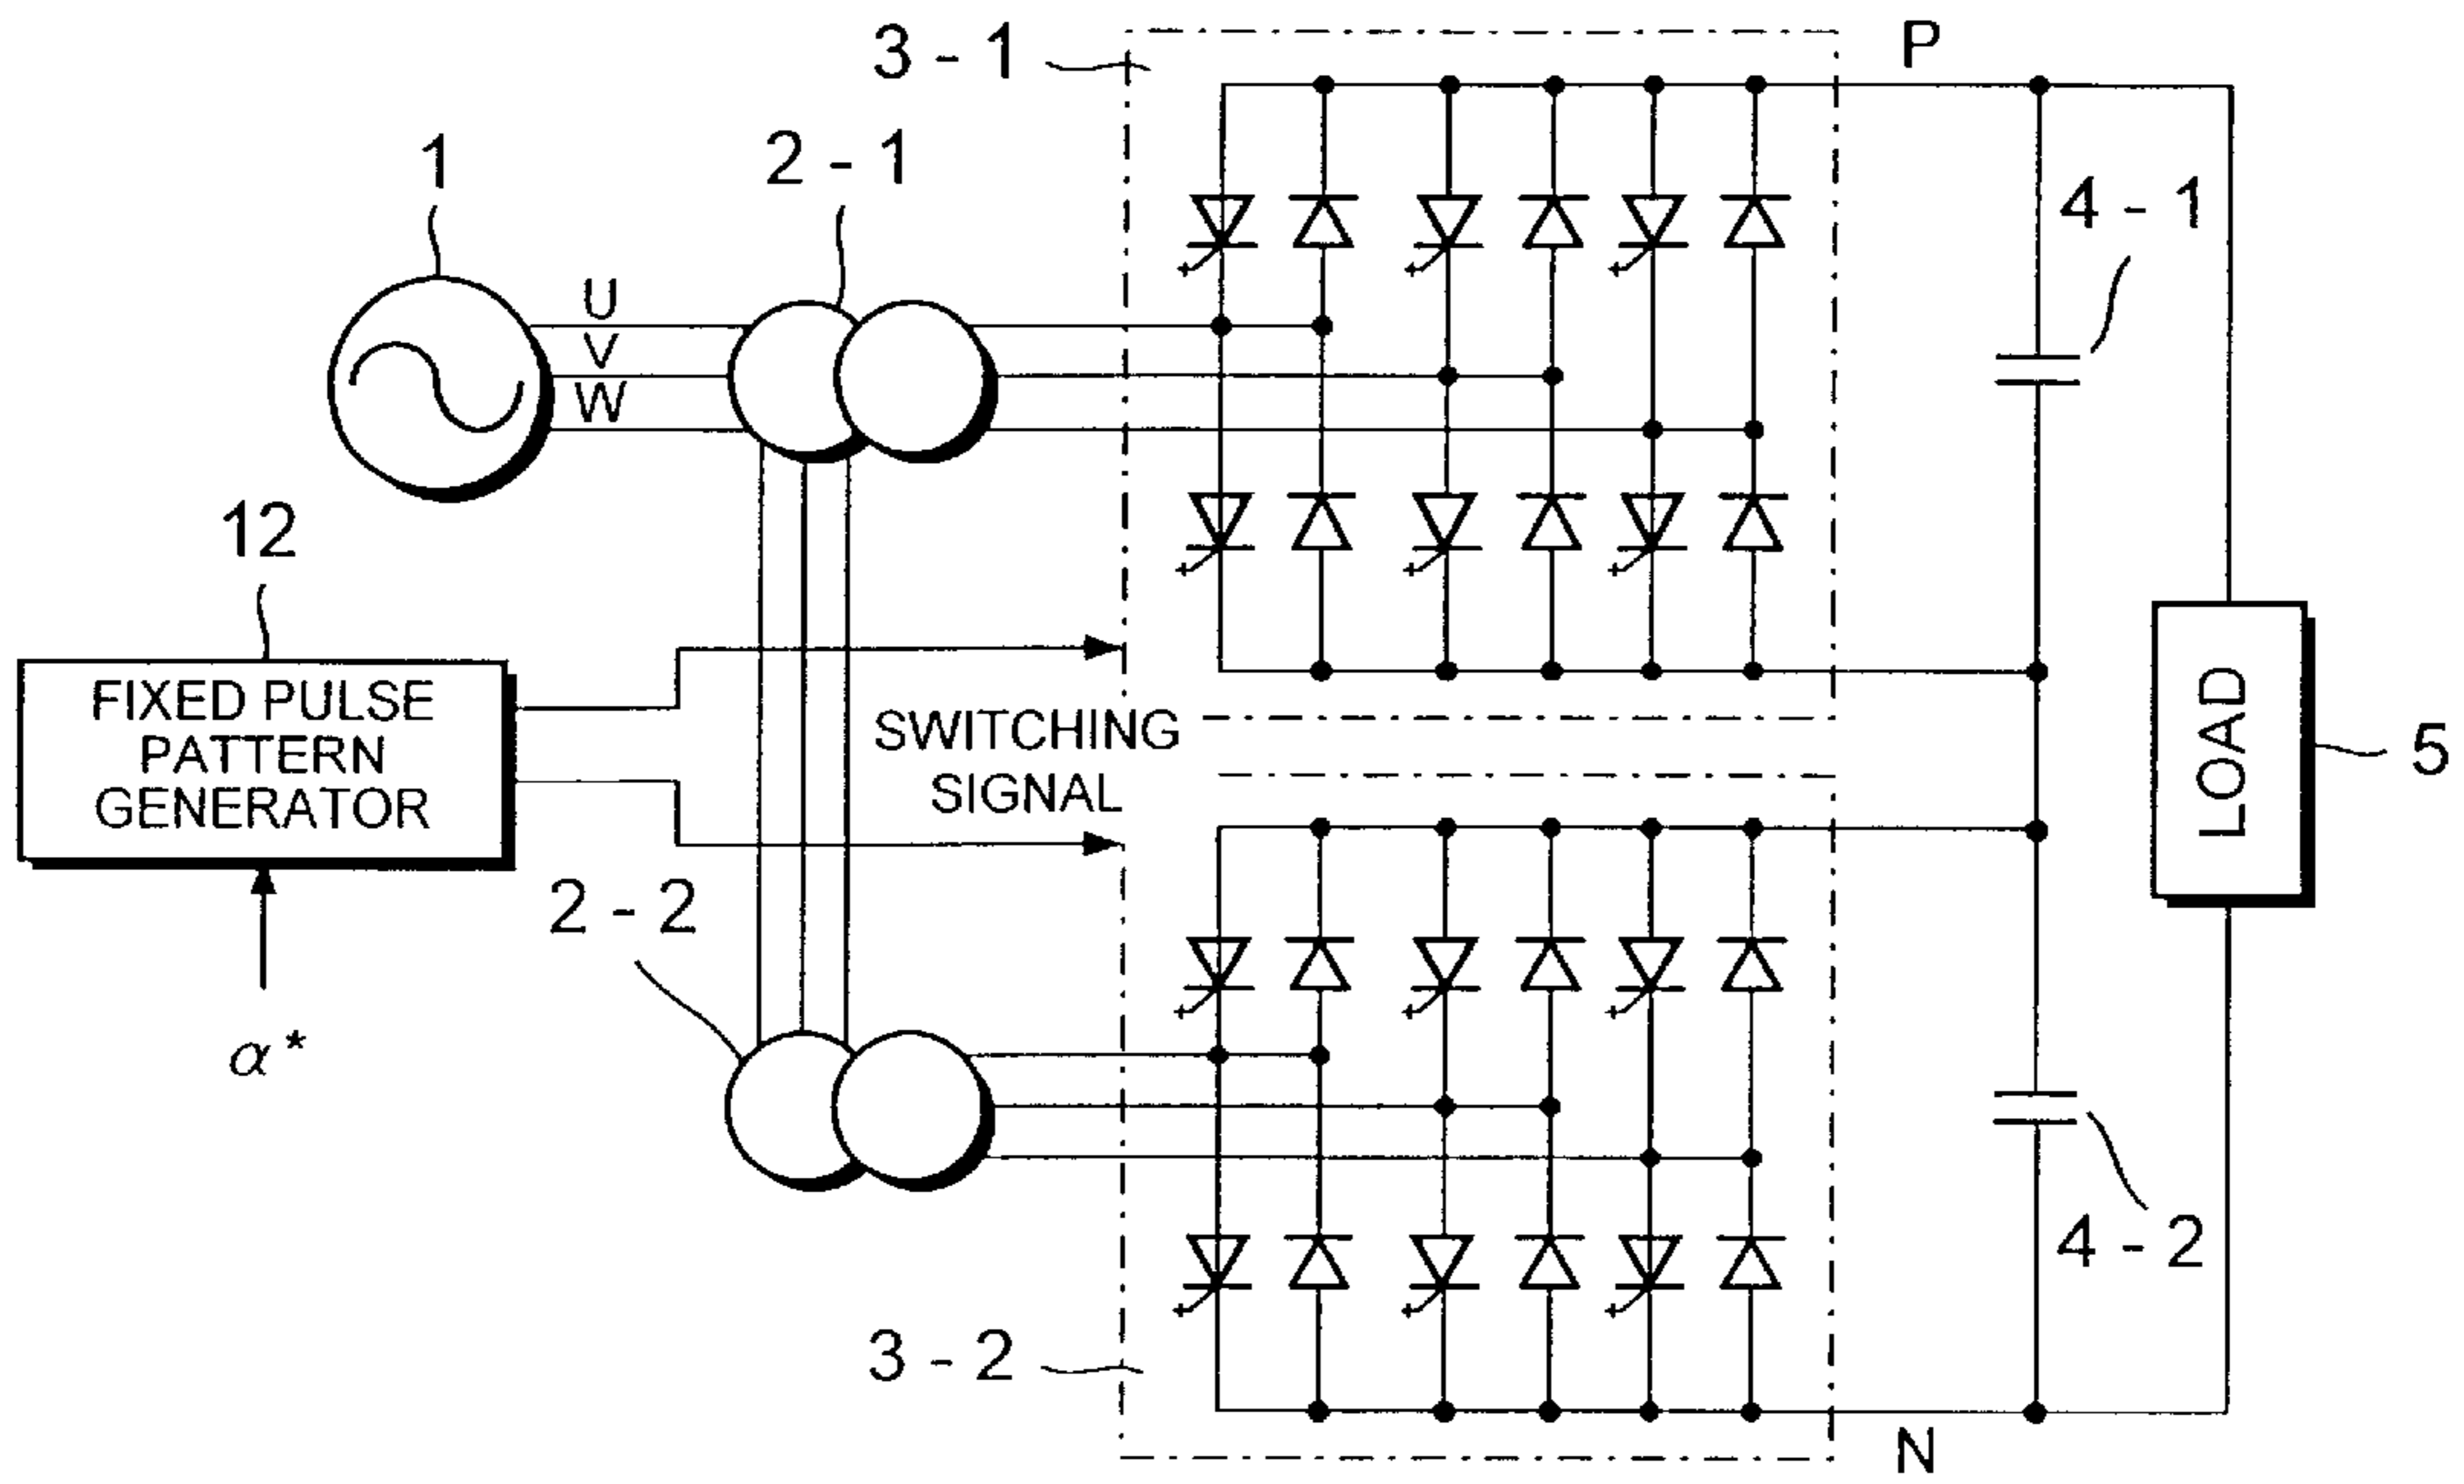 3 - 1
P
2 - 1
1
4 - 1
U
V
W
12
FIXED PULSE
PATTERN
GENERATOR
SWITCHING
SIGNAL
LOAD
5
2 - 2
α*
4 - 2
3 - 2
N